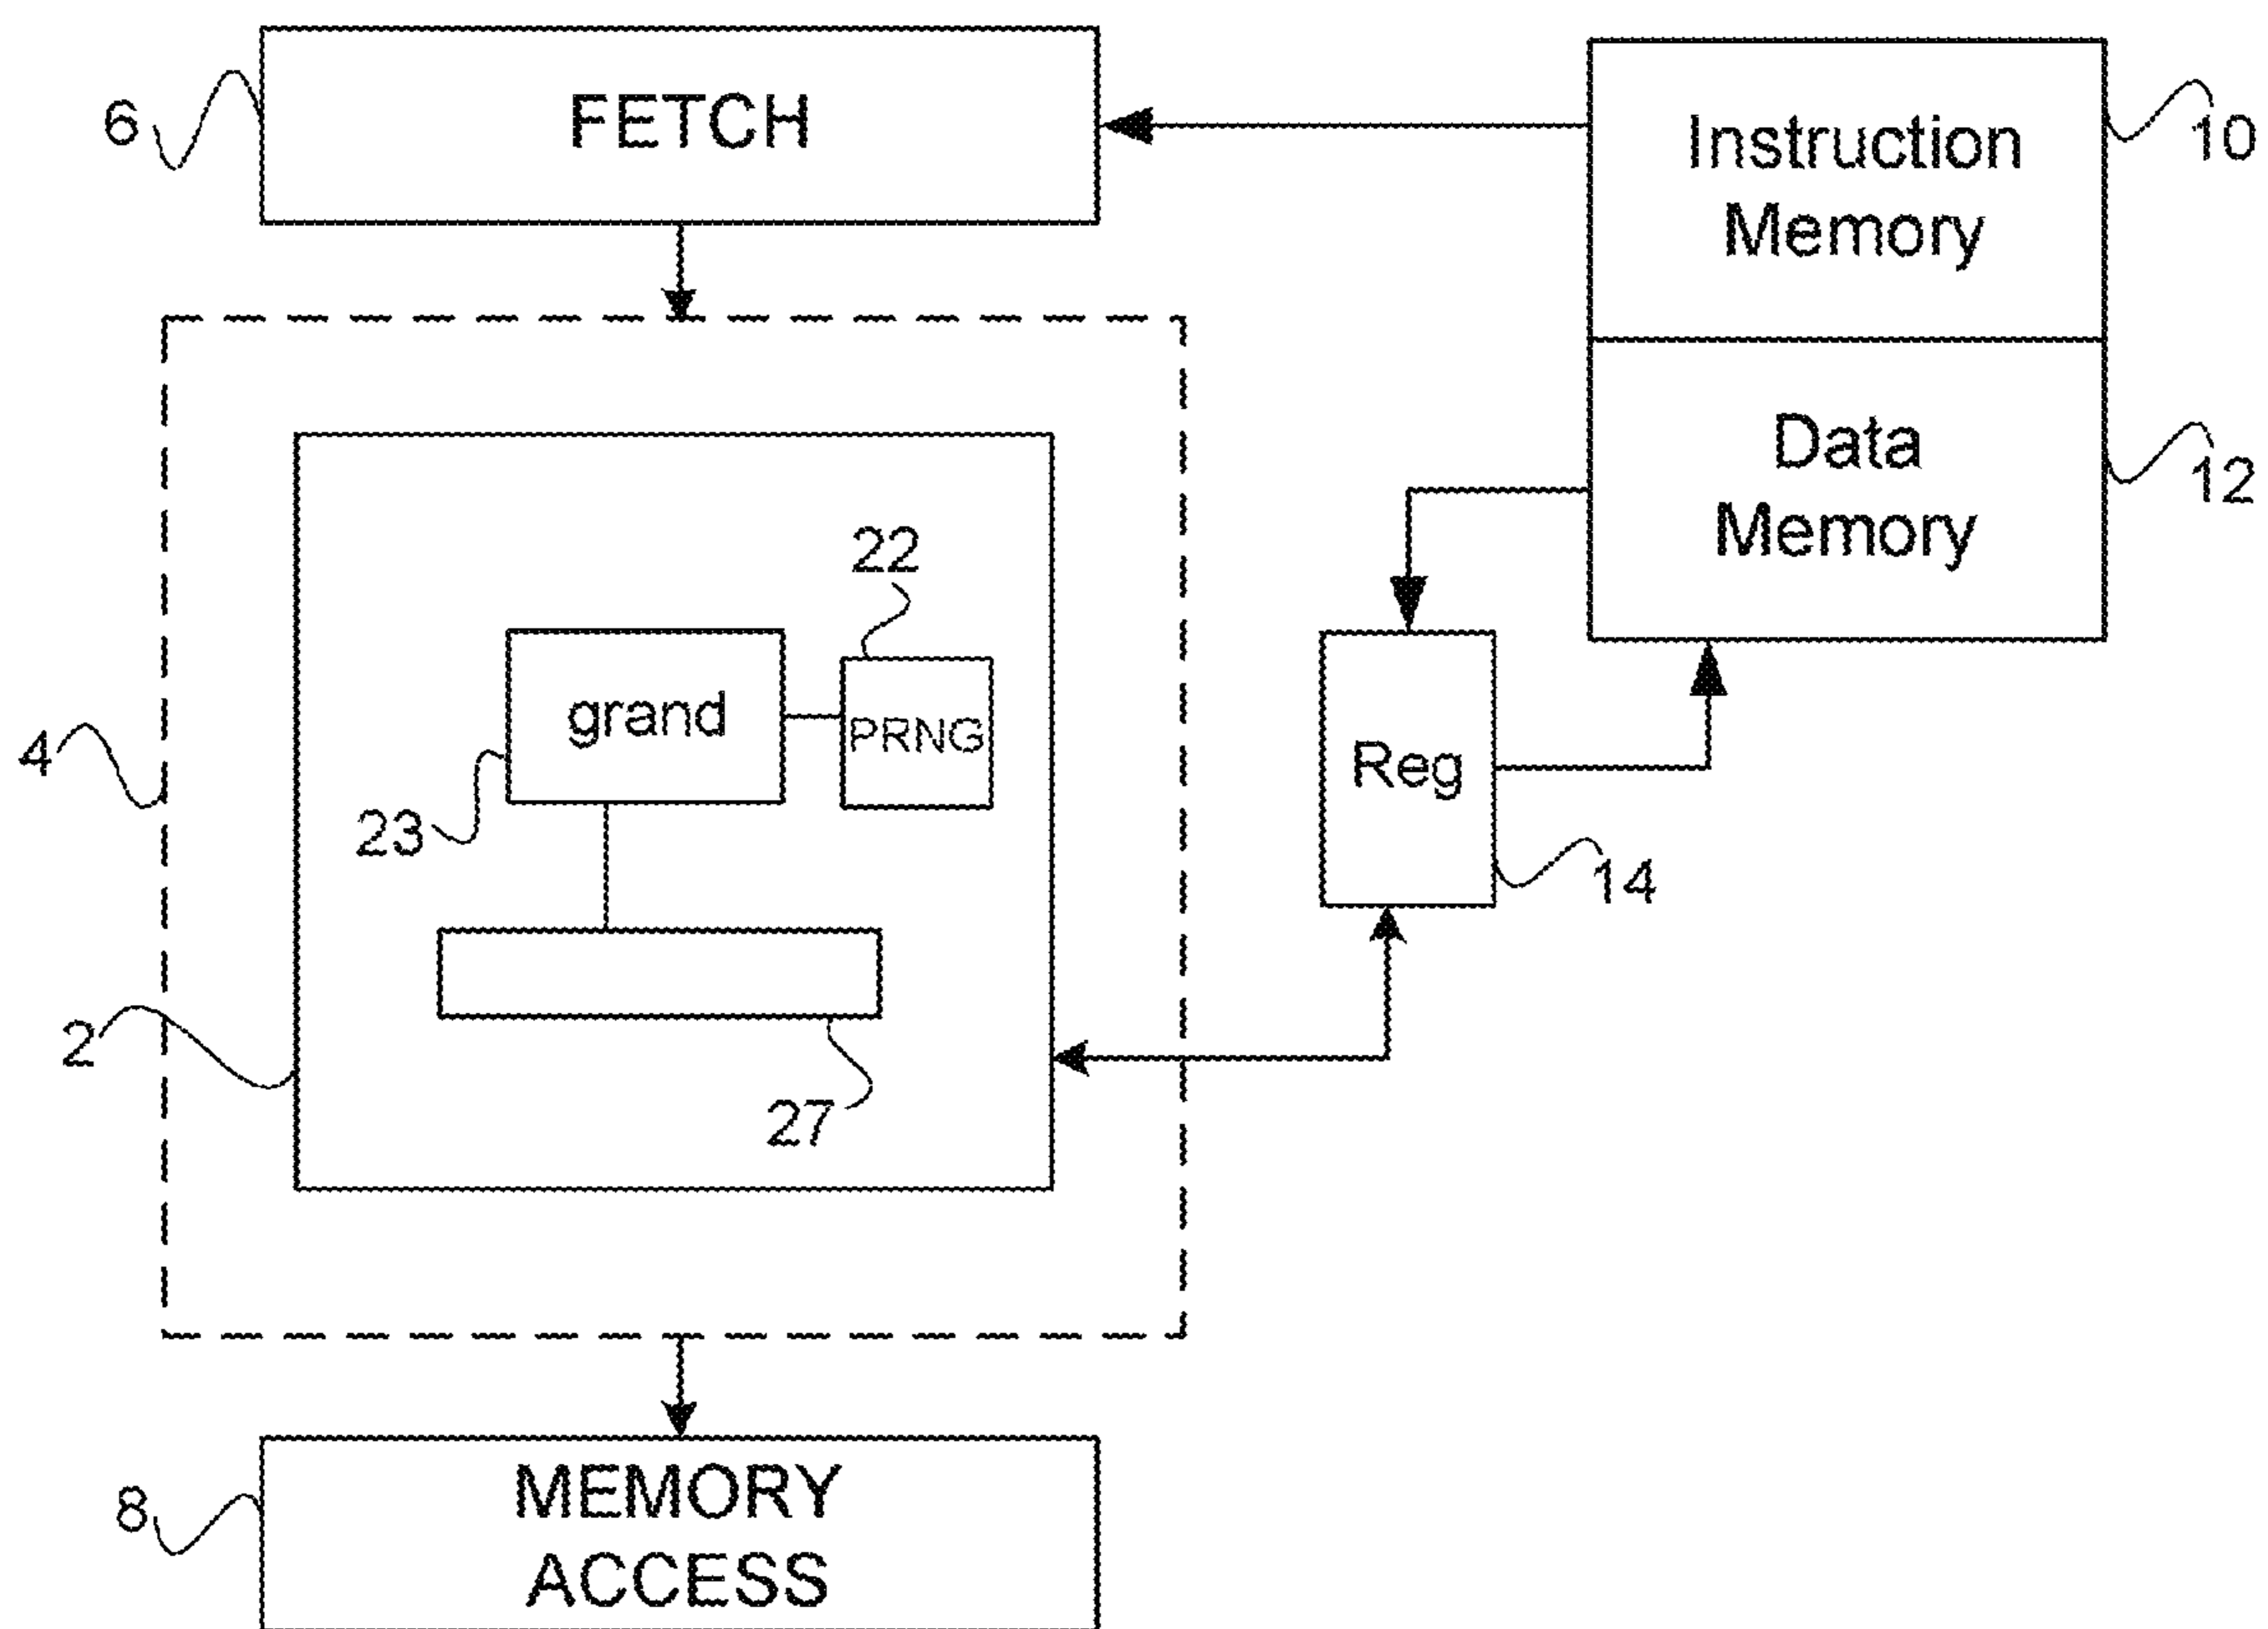 6
FETCH
Instruction
Memory
10
Data
Memory
12
22
grand
PRNG
23
4
Reg
14
2
27
8
MEMORY
ACCESS